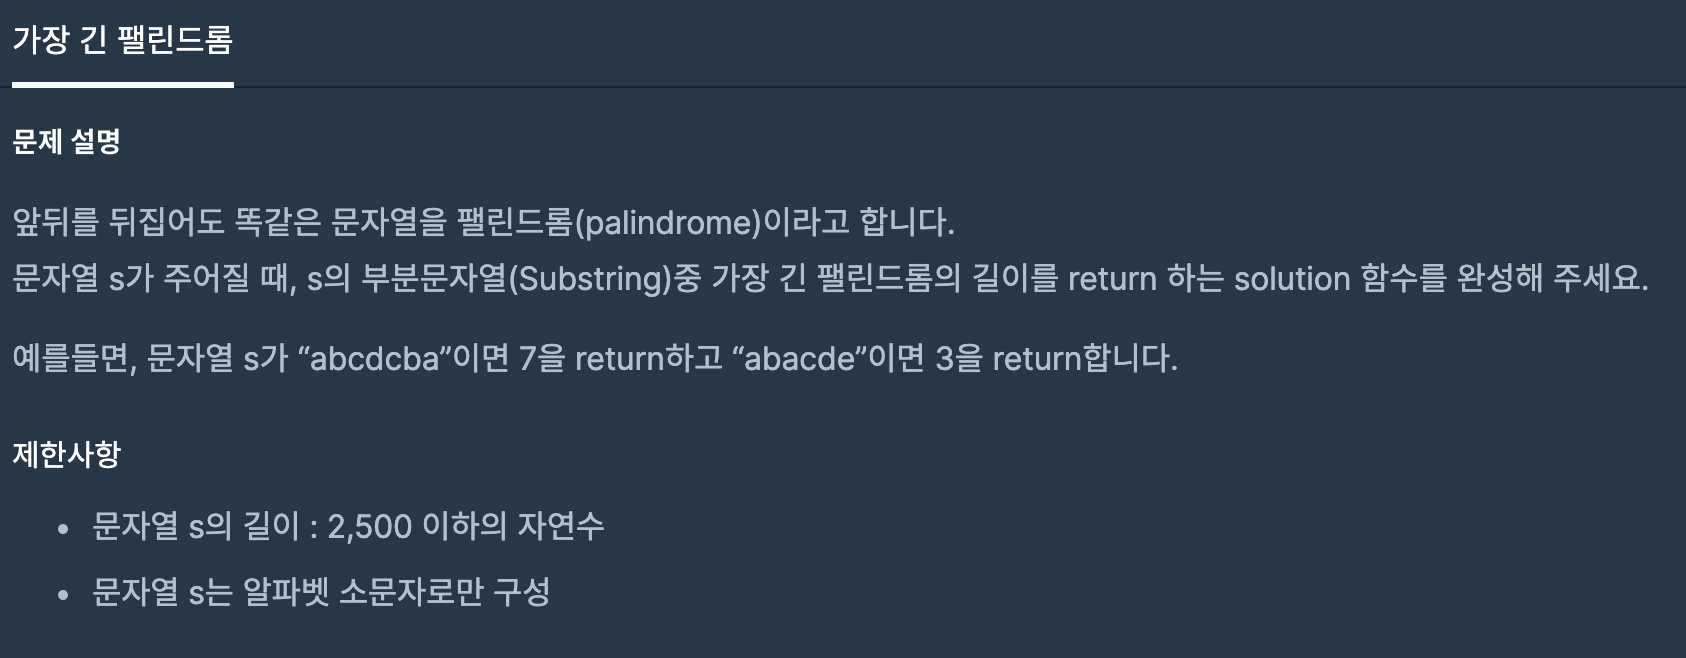 가장 긴 팰린드롬
문제 설명
앞뒤를 뒤집어도 똑같은 문자열을 팰린드롬(palindrome)이라고 합니다.
문자열 s가 주어질 때, s의 부분문자열(Substring)중 가장 긴 팰린드롬의 길이를 return 하는 solution 함수를 완성해 주세요.
예를들면, 문자열 s가 “abcdcba”이면 7을 return하고 “abacde”이면 3을 return합니다.
제한사항
• 문자열 s의 길이 : 2,500 이하의 자연수
• 문자열 s는 알파벳 소문자로만 구성